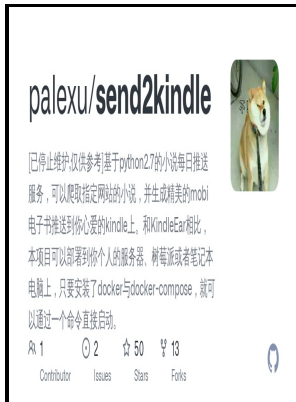 palexu/send2kindle
[已停止维护,仅供参考]基于python2.7的小说每日推送
服务，可以爬取指定网站的小说，并生成精美的mobi
电子书推送到你心爱的kindle上。和KindleEar相比，
本项目可以部署到你个人的服务器、树莓派或者笔记本
电脑上，只要安装了docker与docker-compose，就可
以通过一个命令直接启动。
1 2 50 13
Contributor Issues Stars Forks